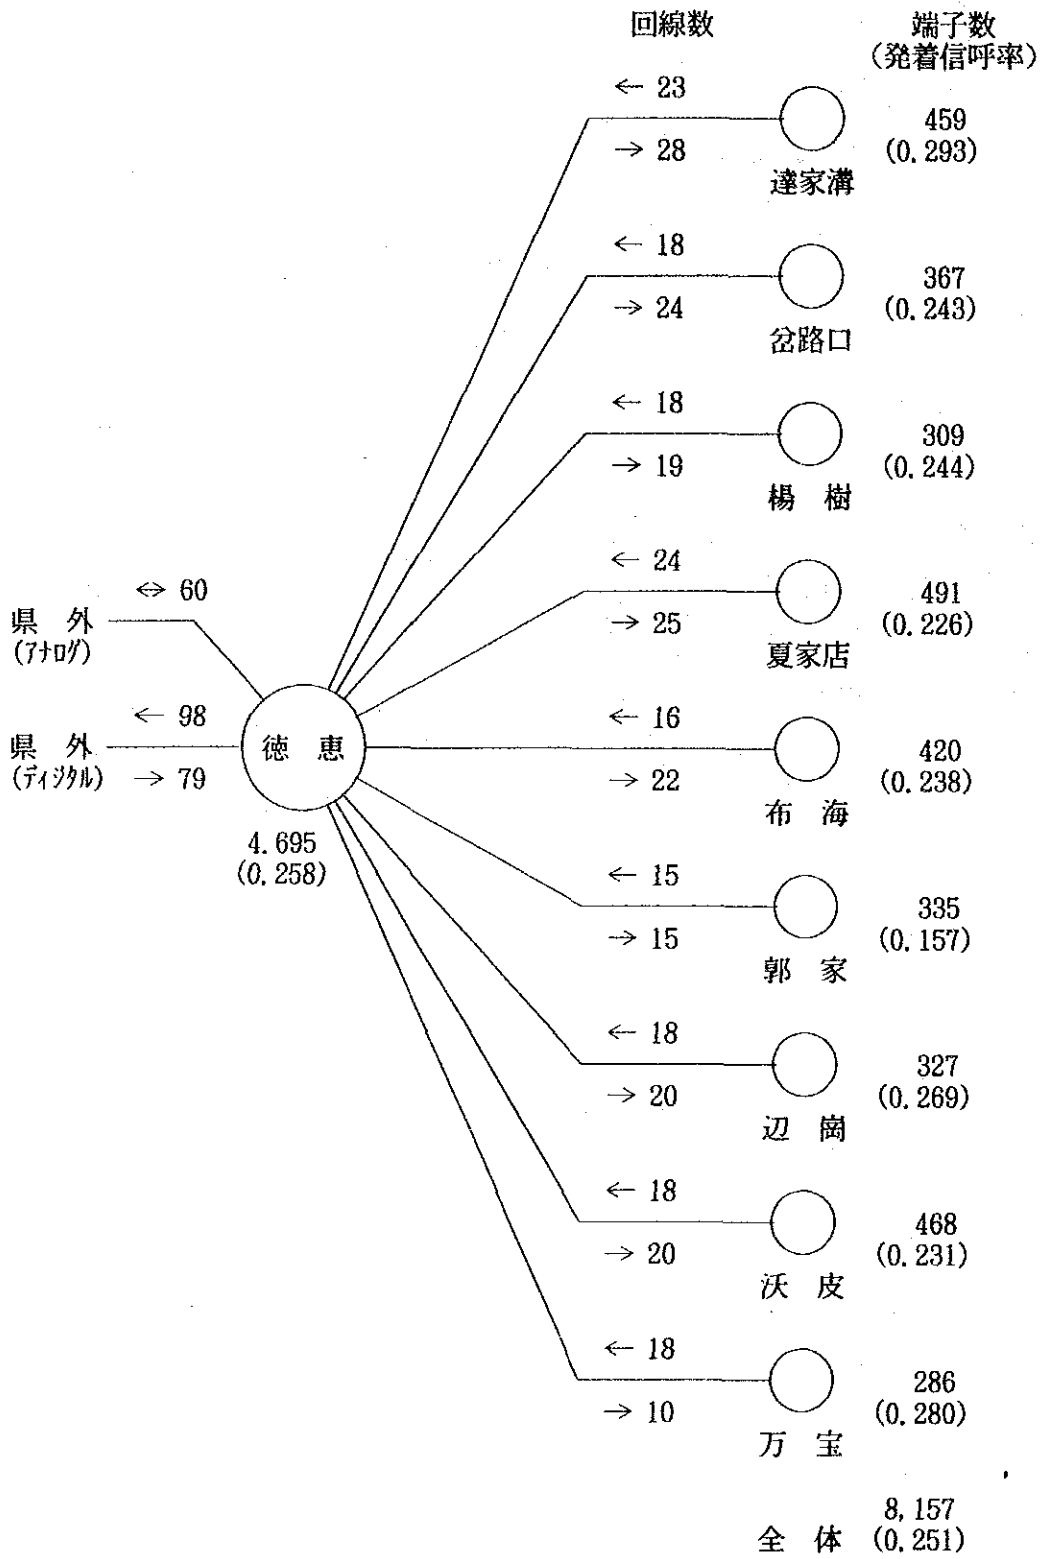 回線数 端子数
(発着信呼率)
← 23
→ 28
459
(0.293)
達家溝
← 18
→ 24
367
(0.243)
岔路口
← 18
→ 19
309
(0.244)
楊 樹
← 24
→ 25
491
(0.226)
夏家店
↔ 60
県 外
(アナログ)
← 98
県 外
(ディジタル) → 79
徳 恵
4.695
(0.258)
← 16
→ 22
420
(0.238)
布 海
← 15
→ 15
335
(0.157)
郭 家
← 18
→ 20
327
(0.269)
辺 崗
← 18
→ 20
468
(0.231)
沃 皮
← 18
→ 10
286
(0.280)
万 宝
8,157
全 体 (0.251)